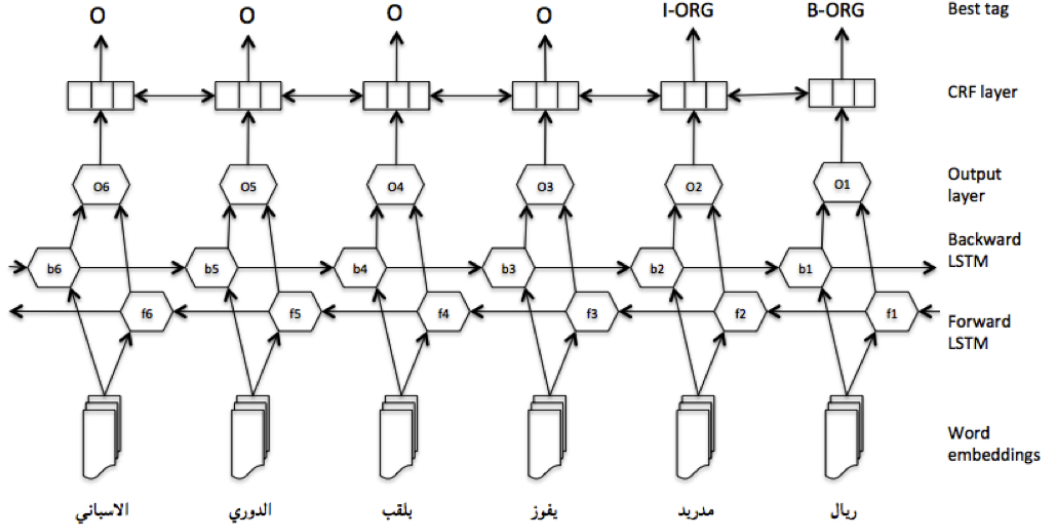 O O O O I-ORG B-ORG Best tag
CRF layer
O6 O5 O4 O3 O2 O1 Output
layer
b6 b5 b4 b3 b2 b1 Backward
LSTM
f6 f5 f4 f3 f2 f1 Forward
LSTM
Word
embeddings
ريال مدريد يفوز بلقب الدوري الاسباني